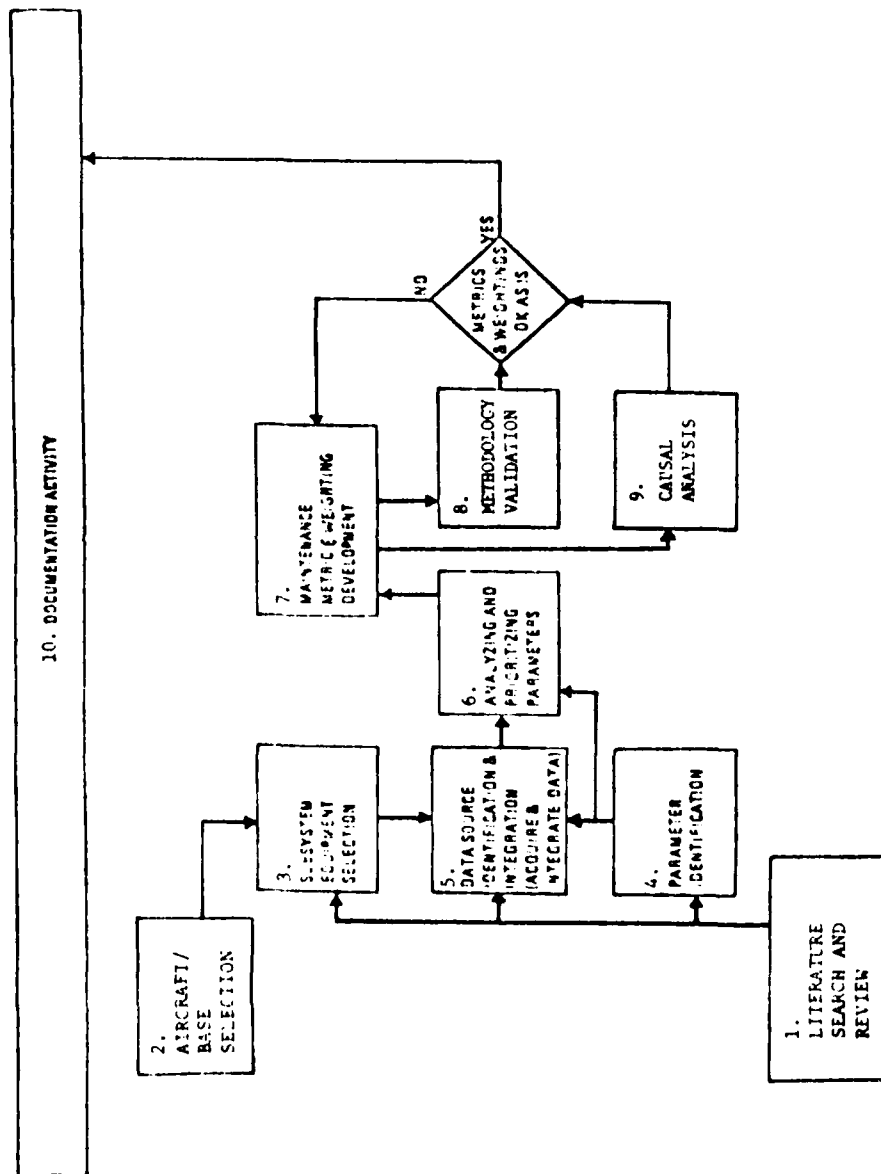 10. DOCUMENTATION ACTIVITY
2.
AIRCRAFT/
BASE
SELECTION
3.
SUBSYSTEM
EQUIPMENT
SELECTION
5.
DATA SOURCE
IDENTIFICATION &
INTEGRATION
(ACQUIRE &
INTEGRATE DATA)
4.
PARAMETER
IDENTIFICATION
1.
LITERATURE
SEARCH AND
REVIEW
6.
ANALYZING AND
PRIORITIZING
PARAMETERS
7.
MAINTENANCE
METRIC & WEIGHTING
DEVELOPMENT
8.
METHODOLOGY
VALIDATION
9.
CAUSAL
ANALYSIS
METRICS
& WEIGHTINGS
OK AS IS
NO
YES